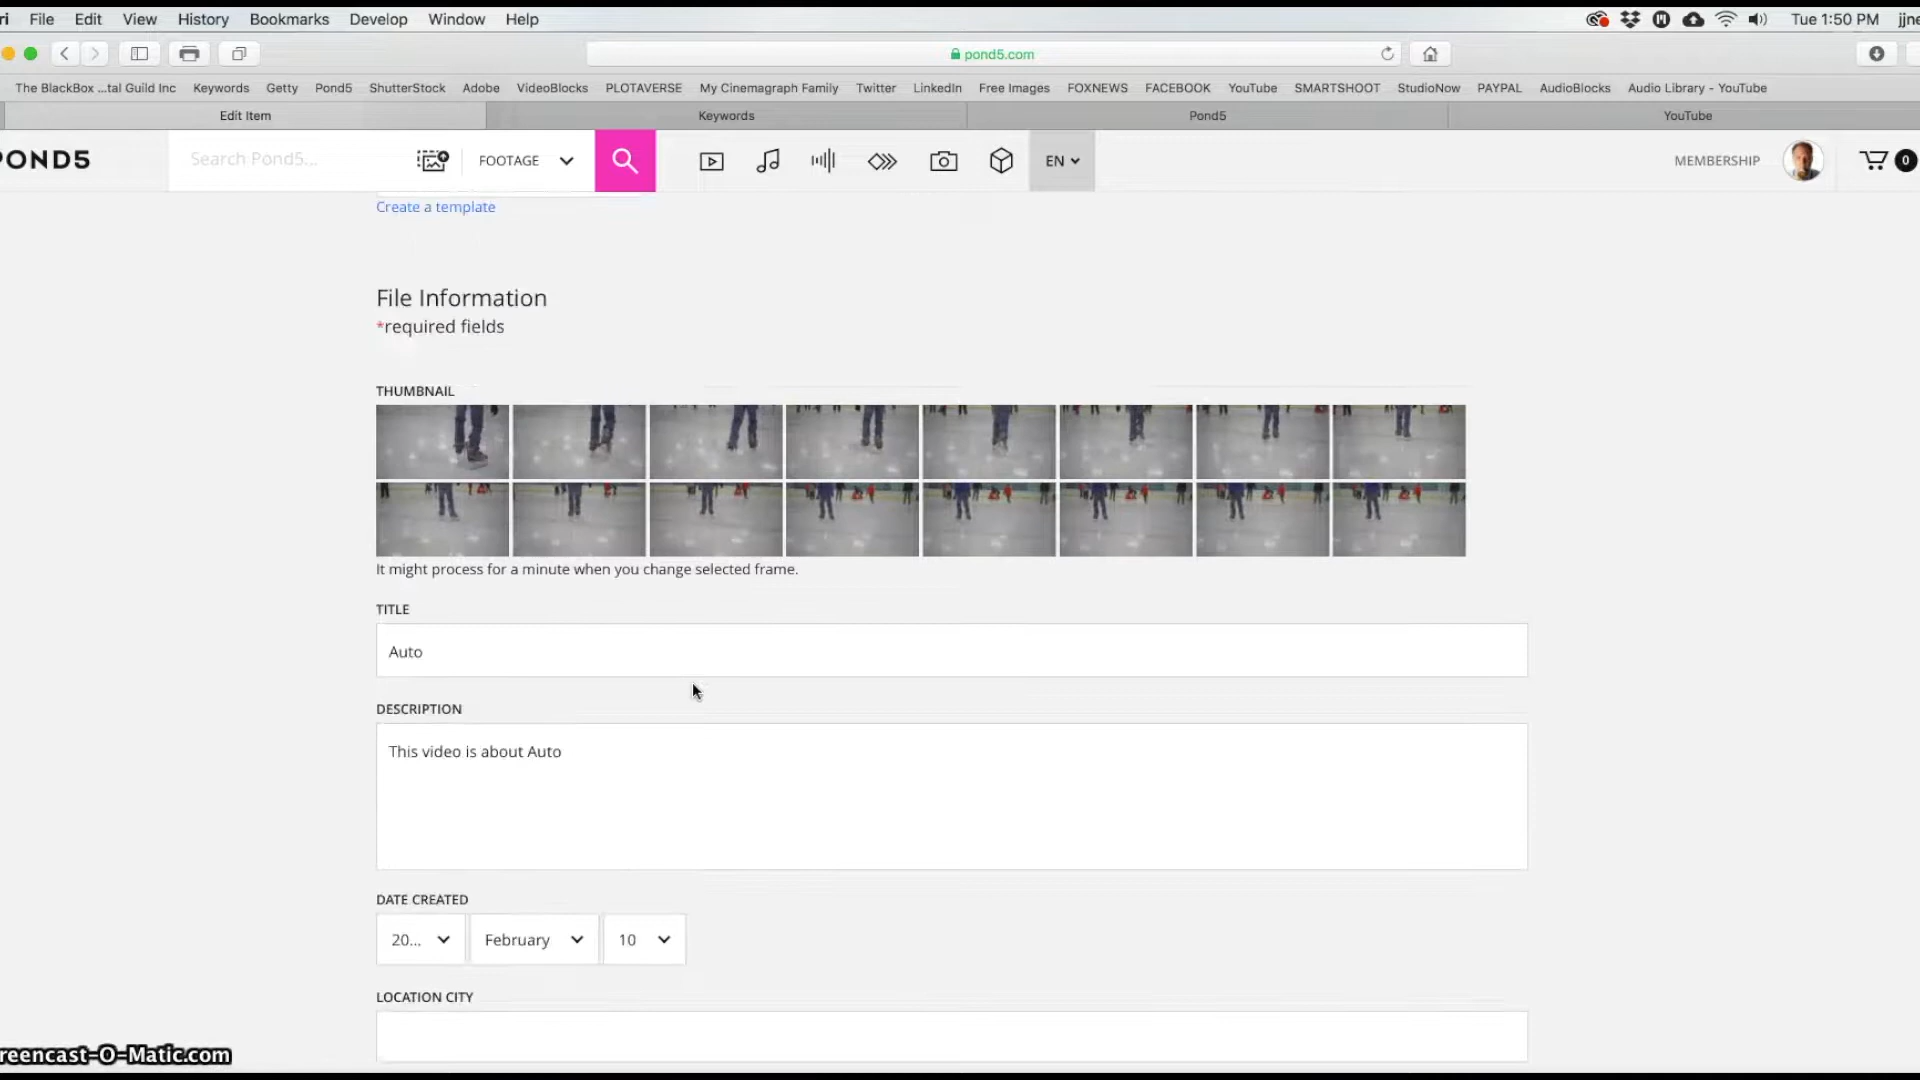 File Edit View History Bookmarks Develop Window Help Tue 1:50 PM jjne
pond5.com
The BlackBox ...tal Guild Inc Keywords Getty Pond5 ShutterStock Adobe VideoBlocks PLOTAVERSE My Cinemagraph Family Twitter LinkedIn Free Images FOXNEWS FACEBOOK YouTube SMARTSHOOT StudioNow PAYPAL AudioBlocks Audio Library - YouTube
Edit Item Keywords Pond5 YouTube
POND5 Search Pond5... FOOTAGE EN MEMBERSHIP 0
Create a template
File Information
*required fields
THUMBNAIL
It might process for a minute when you change selected frame.
TITLE
Auto
DESCRIPTION
This video is about Auto
DATE CREATED
20... February 10
LOCATION CITY
reencast-O-Matic.com